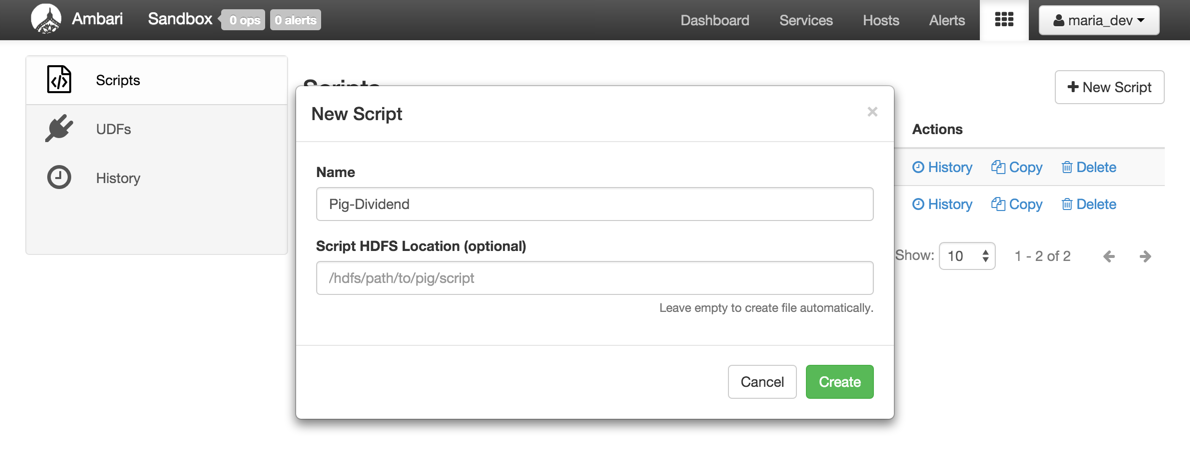 Ambari Sandbox 0 ops 0 alerts Dashboard Services Hosts Alerts maria_dev
Scripts
UDFs
History
Scripts
+ New Script
New Script ×
Name
Pig-Dividend
Script HDFS Location (optional)
/hdfs/path/to/pig/script
Leave empty to create file automatically.
Cancel Create
Actions
History Copy Delete
History Copy Delete
Show: 10 1 - 2 of 2